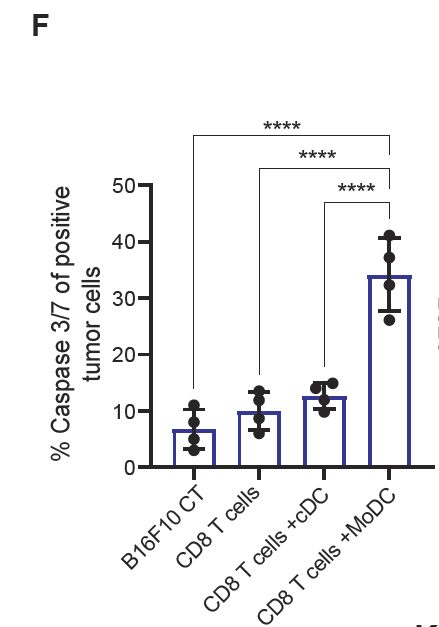 F
****
****
****
% Caspase 3/7 of positive
tumor cells
50
40
30
20
10
0
B16F10 CT
CD8 T cells
CD8 T cells +cDC
CD8 T cells +MoDC